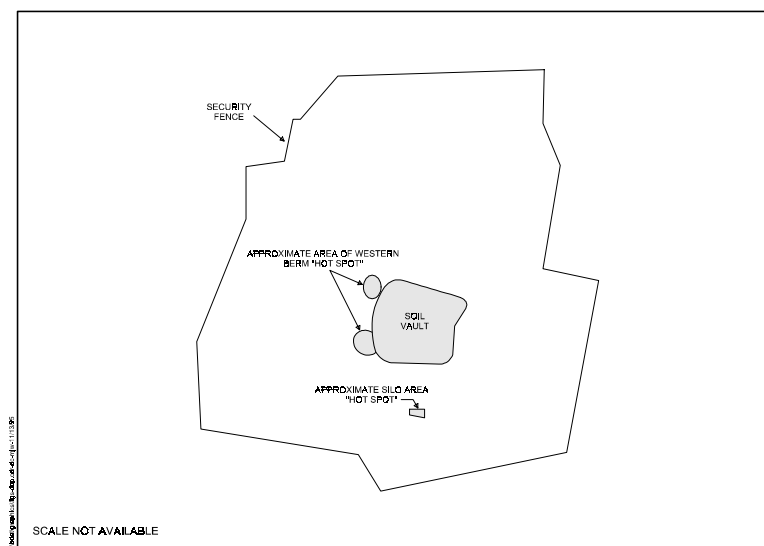 SECURITY
FENCE
APPROXIMATE AREA OF WESTERN
BERM "HOT SPOT"
SOIL
VAULT
APPROXIMATE SILO AREA
"HOT SPOT"
SCALE NOT AVAILABLE